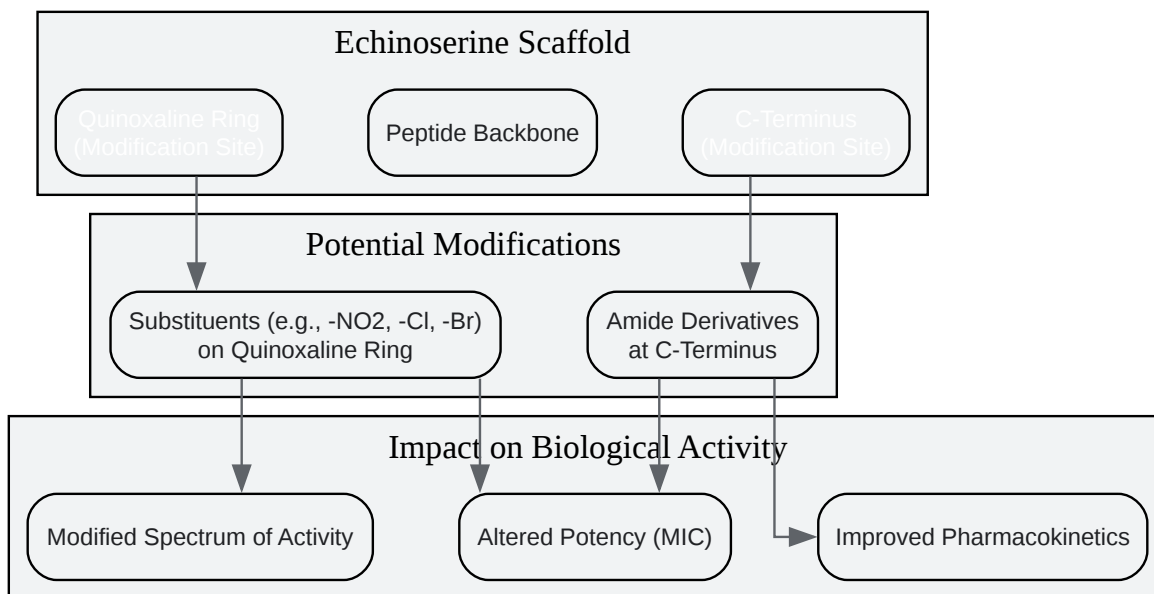 Echinoserine Scaffold
Quinoxaline Ring
(Modification Site)
Peptide Backbone
C-Terminus
(Modification Site)
Potential Modifications
Substituents (e.g., -NO2, -Cl, -Br)
on Quinoxaline Ring
Amide Derivatives
at C-Terminus
Impact on Biological Activity
Modified Spectrum of Activity
Altered Potency (MIC)
Improved Pharmacokinetics